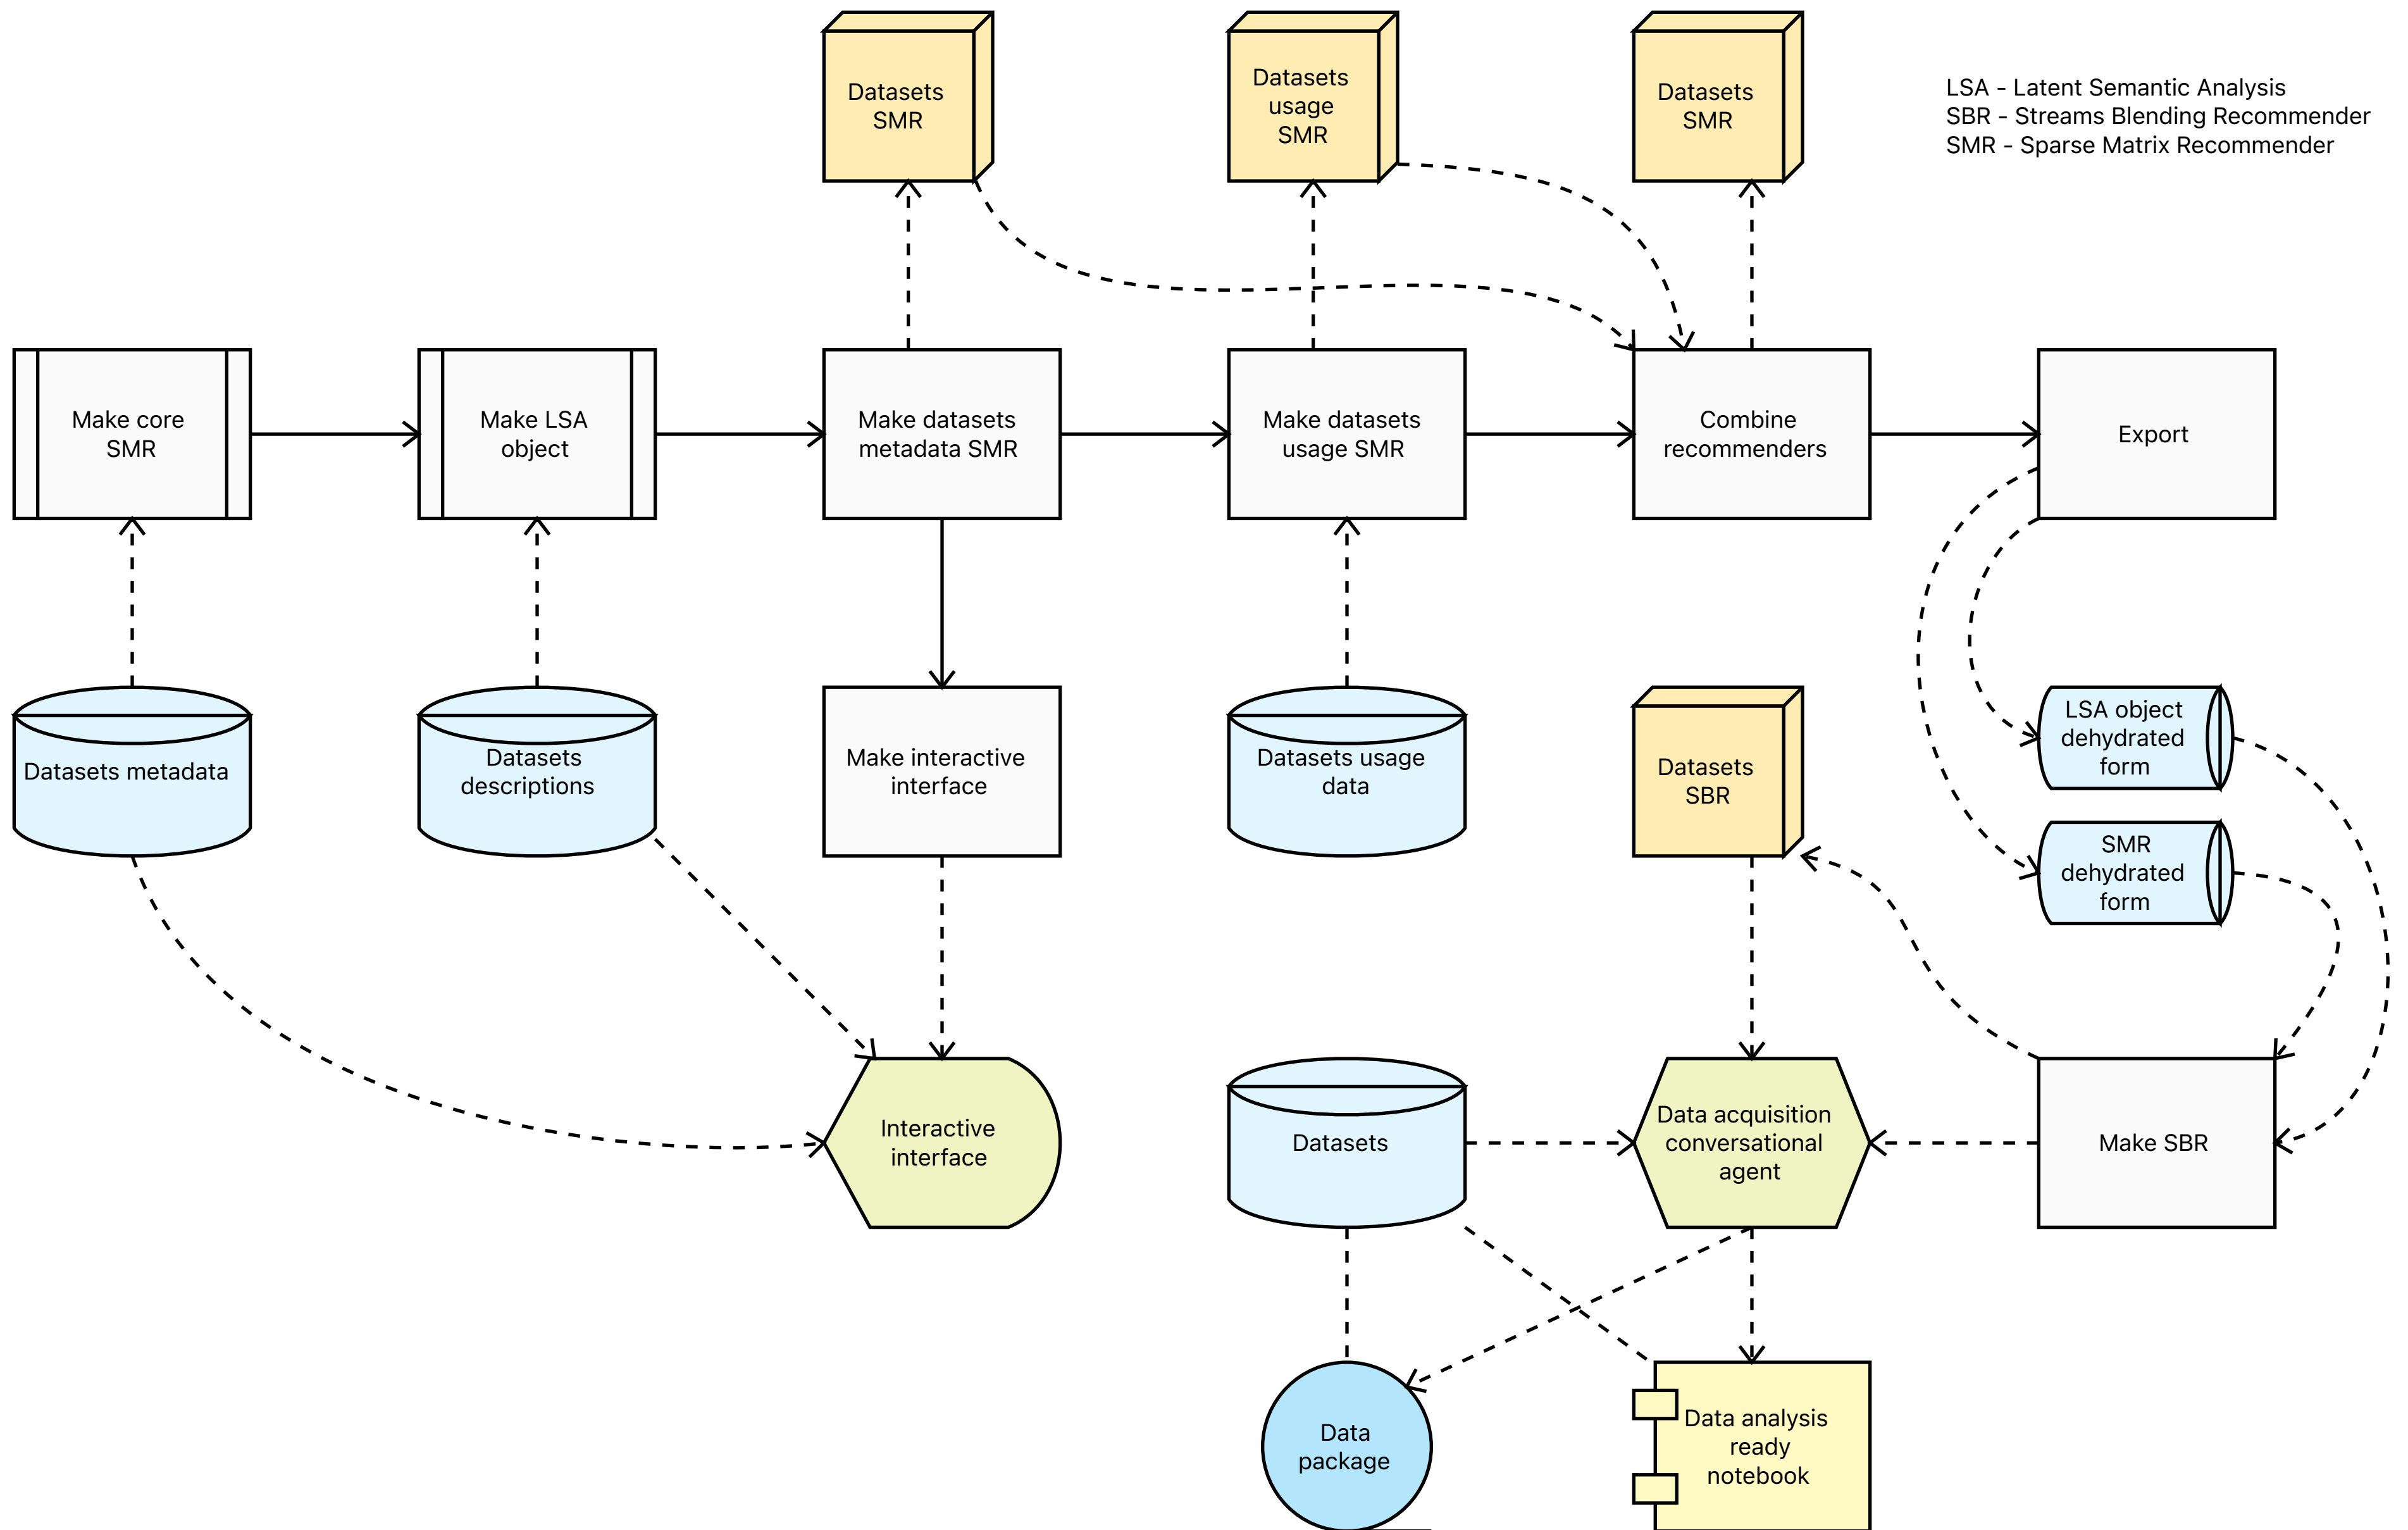 Datasets
SMR
Datasets
usage
SMR
Datasets
SMR
LSA - Latent Semantic Analysis
SBR - Streams Blending Recommender
SMR - Sparse Matrix Recommender
Make core
SMR
Make LSA
object
Make datasets
metadata SMR
Make datasets
usage SMR
Combine
recommenders
Export
Datasets metadata
Datasets
descriptions
Make interactive
interface
Datasets usage
data
Datasets
SBR
LSA object
dehydrated
form
SMR
dehydrated
form
Interactive
interface
Datasets
Data acquisition
conversational
agent
Make SBR
Data
package
Data analysis
ready
notebook